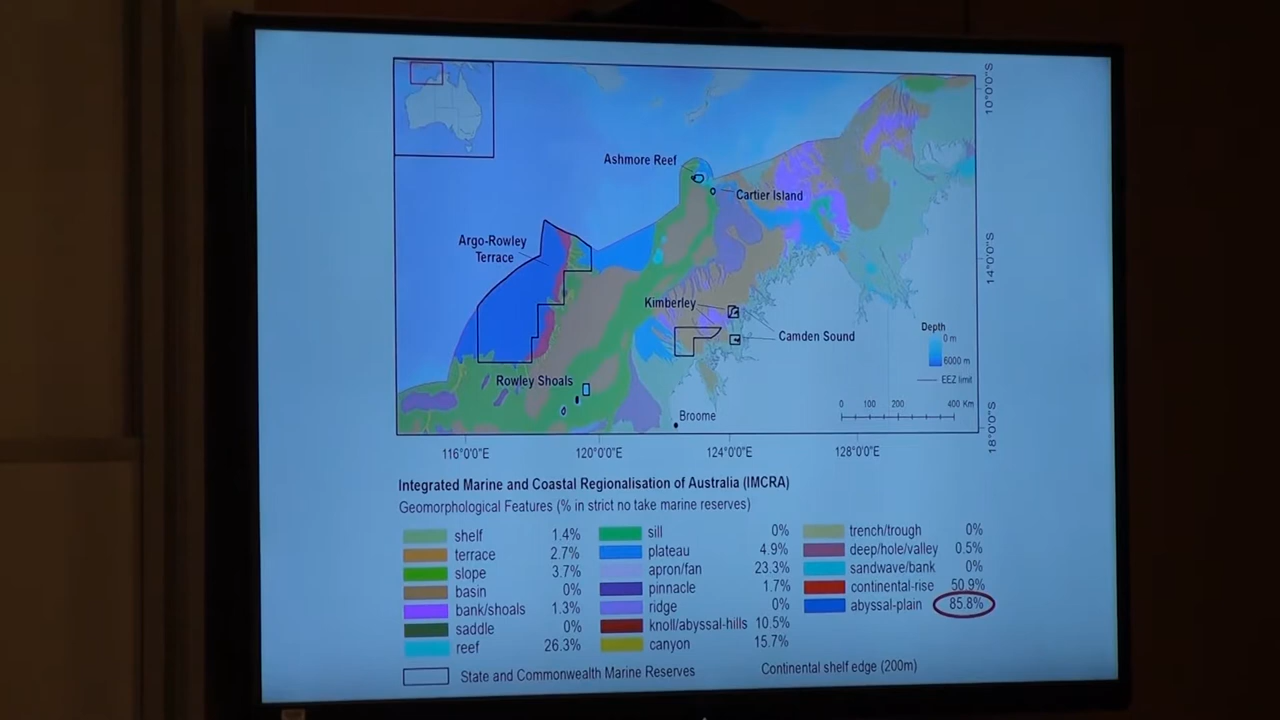 10°0'0"S
Ashmore Reef
Cartier Island
Argo-Rowley
Terrace
14°0'0"S
Kimberley
Camden Sound
Depth
0 m
6000 m
EEZ limit
Rowley Shoals
0 100 200 400 Km
Broome
18°0'0"S
116°0'0"E 120°0'0"E 124°0'0"E 128°0'0"E
Integrated Marine and Coastal Regionalisation of Australia (IMCRA)
Geomorphological Features (% in strict no take marine reserves)
shelf 1.4% sill 0% trench/trough 0%
terrace 2.7% plateau 4.9% deep/hole/valley 0.5%
slope 3.7% apron/fan 23.3% sandwave/bank 0%
basin 0% pinnacle 1.7% continental-rise 50.9%
bank/shoals 1.3% ridge 0% abyssal-plain 85.8%
saddle 0% knoll/abyssal-hills 10.5%
reef 26.3% canyon 15.7%
State and Commonwealth Marine Reserves Continental shelf edge (200m)